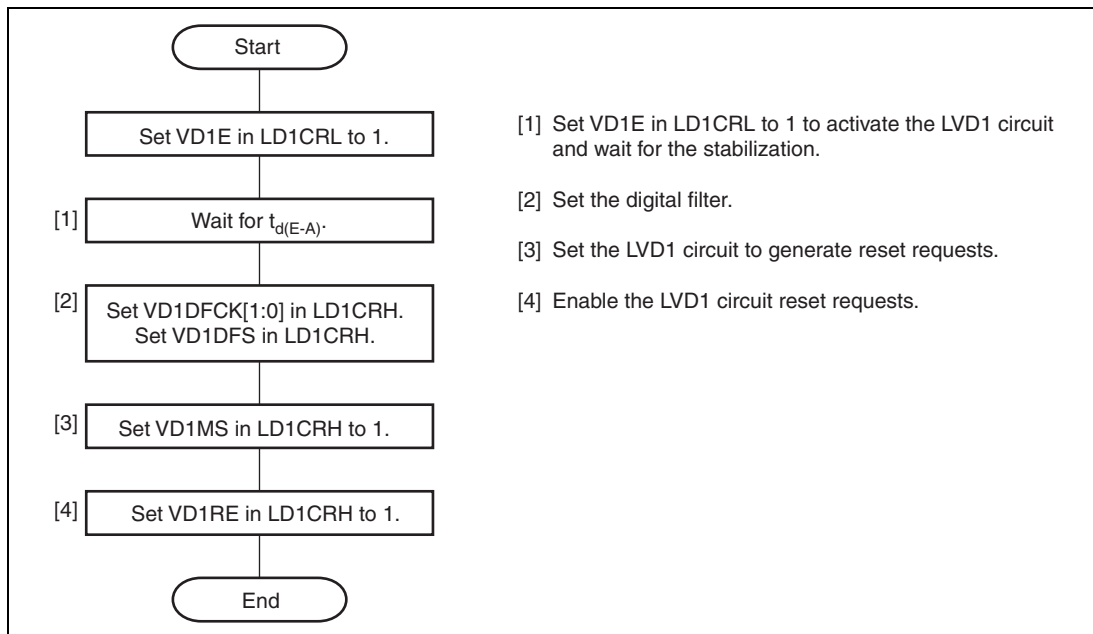 Start
Set VD1E in LD1CRL to 1.
[1] Wait for td(E-A).
[2] Set VD1DFCK[1:0] in LD1CRH.
Set VD1DFS in LD1CRH.
[3] Set VD1MS in LD1CRH to 1.
[4] Set VD1RE in LD1CRH to 1.
End
[1] Set VD1E in LD1CRL to 1 to activate the LVD1 circuit
and wait for the stabilization.
[2] Set the digital filter.
[3] Set the LVD1 circuit to generate reset requests.
[4] Enable the LVD1 circuit reset requests.